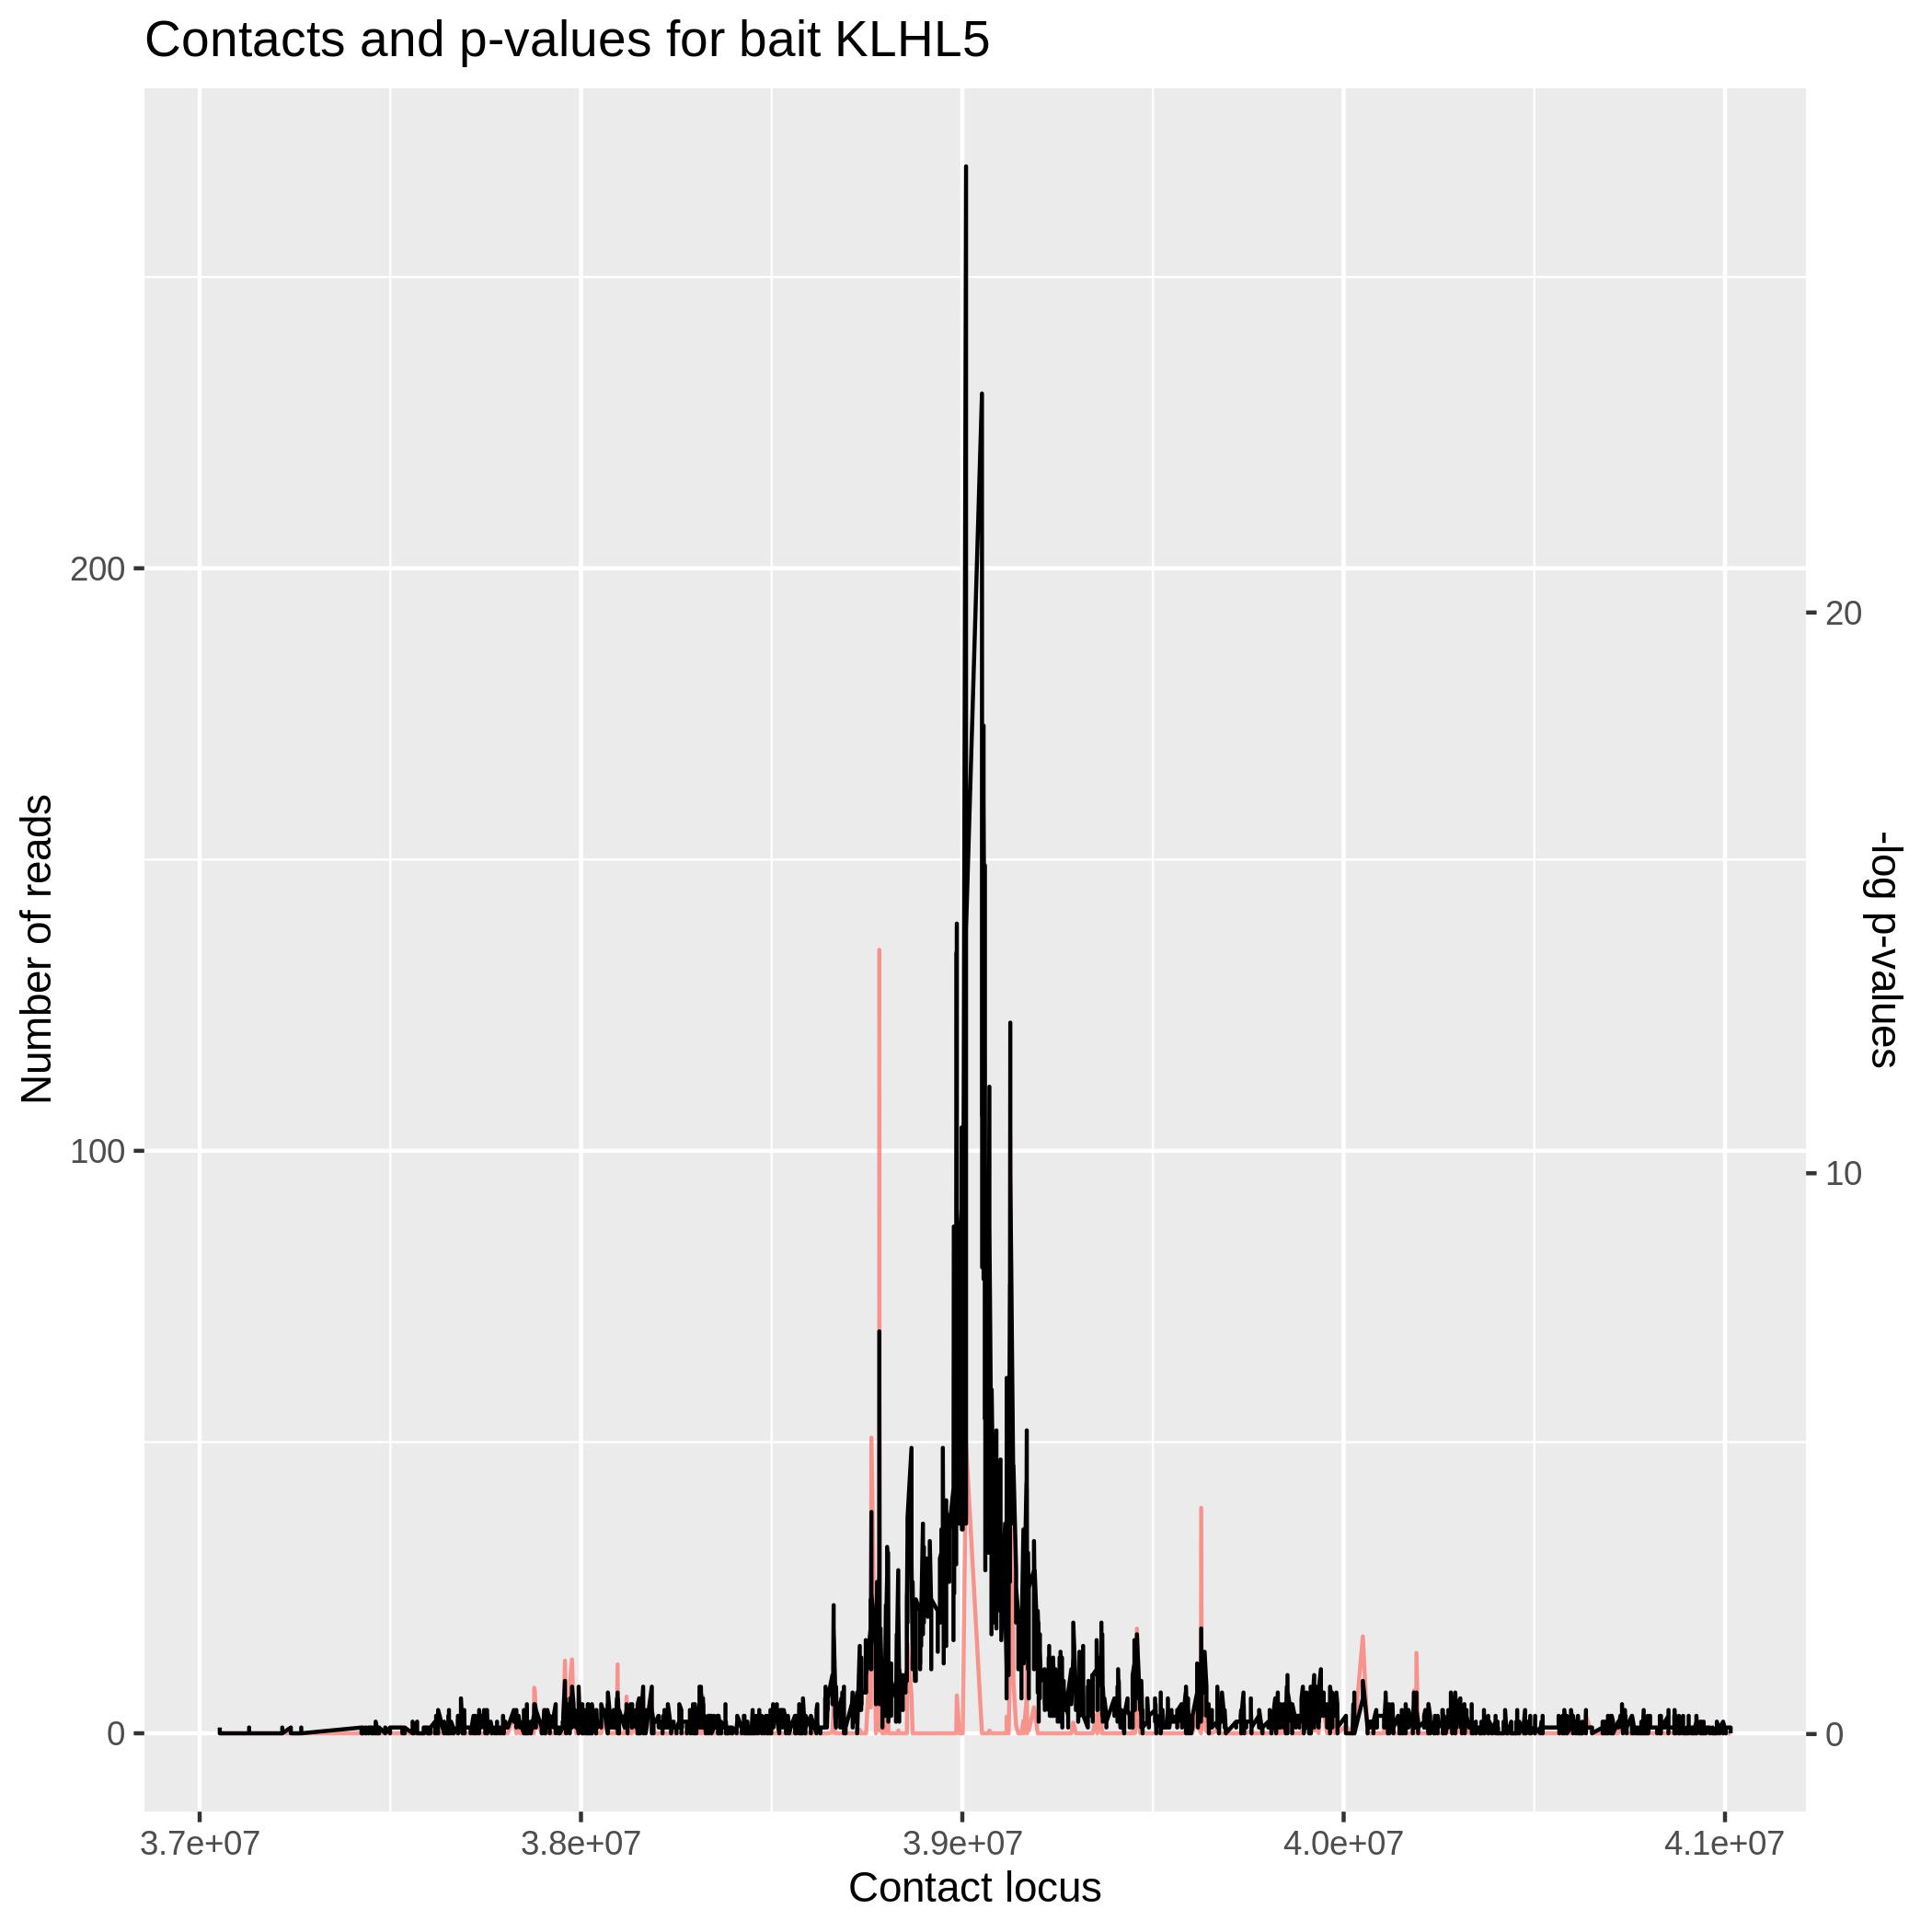 Contacts and p-values for bait KLHL5
Number of reads
200
100
0
20
10
0
-log p-values
3.7e+07 3.8e+07 3.9e+07 4.0e+07 4.1e+07
Contact locus